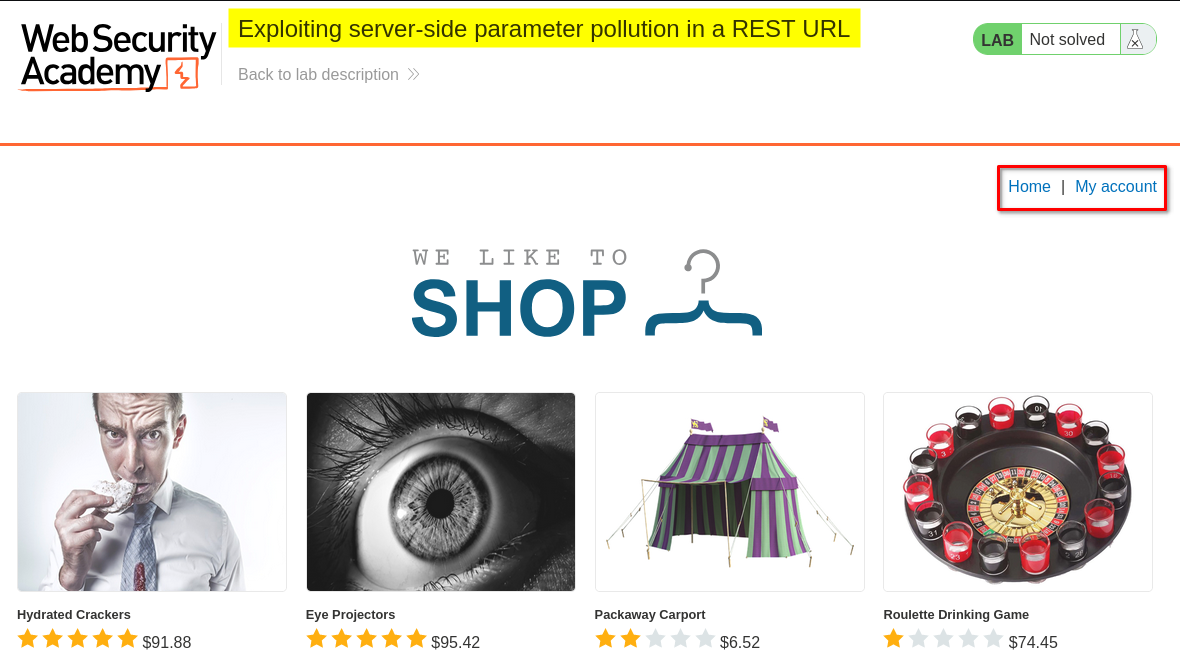 Web Security
Academy
Exploiting server-side parameter pollution in a REST URL
Back to lab description
LAB Not solved
Home | My account
WE LIKE TO
SHOP
Hydrated Crackers
$91.88
Eye Projectors
$95.42
Packaway Carport
$6.52
Roulette Drinking Game
$74.45